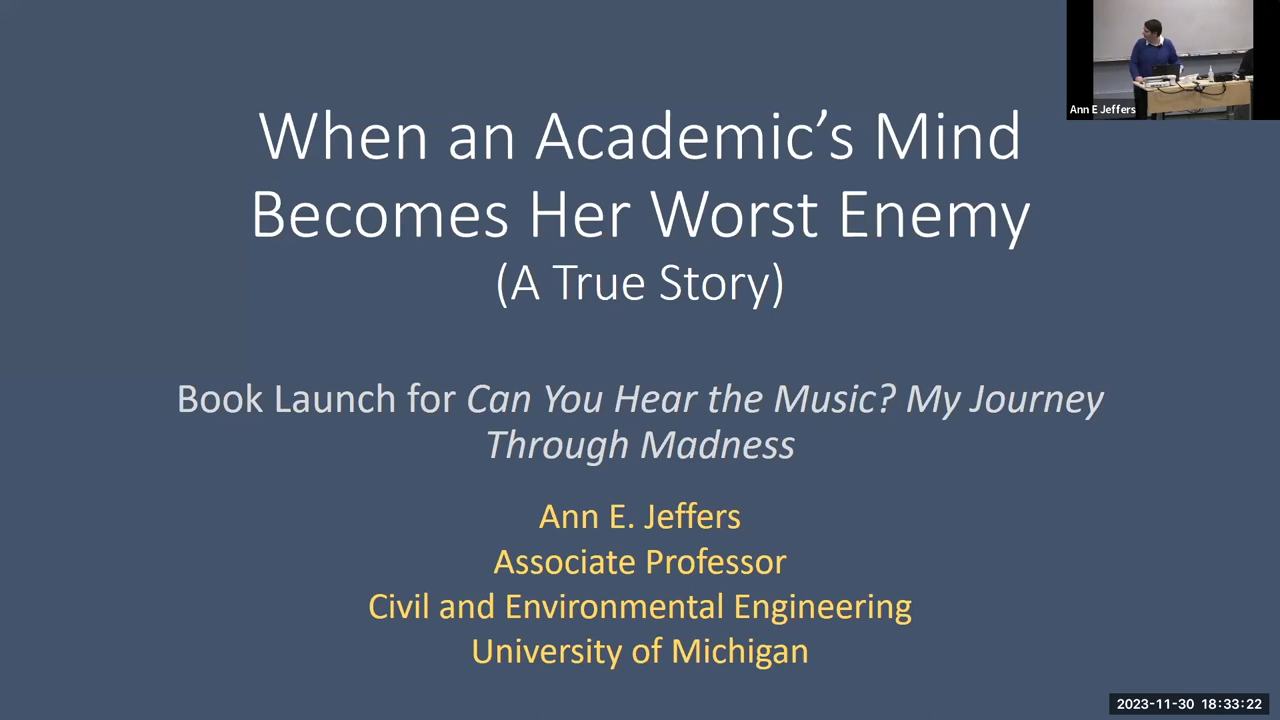 Ann E Jeffers
When an Academic’s Mind
Becomes Her Worst Enemy
(A True Story)
Book Launch for Can You Hear the Music? My Journey
Through Madness
Ann E. Jeffers
Associate Professor
Civil and Environmental Engineering
University of Michigan
2023-11-30 18:33:22